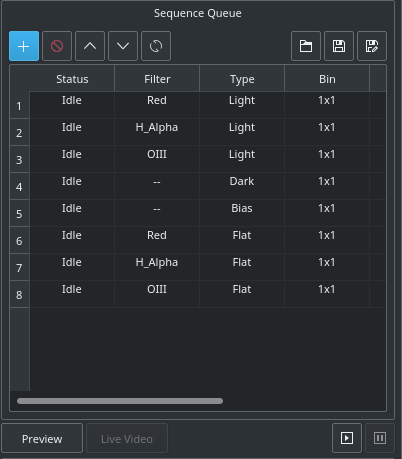 Sequence Queue
Status Filter Type Bin
1 Idle Red Light 1x1
2 Idle H_Alpha Light 1x1
3 Idle OIII Light 1x1
4 Idle -- Dark 1x1
5 Idle -- Bias 1x1
6 Idle Red Flat 1x1
7 Idle H_Alpha Flat 1x1
8 Idle OIII Flat 1x1
Preview Live Video